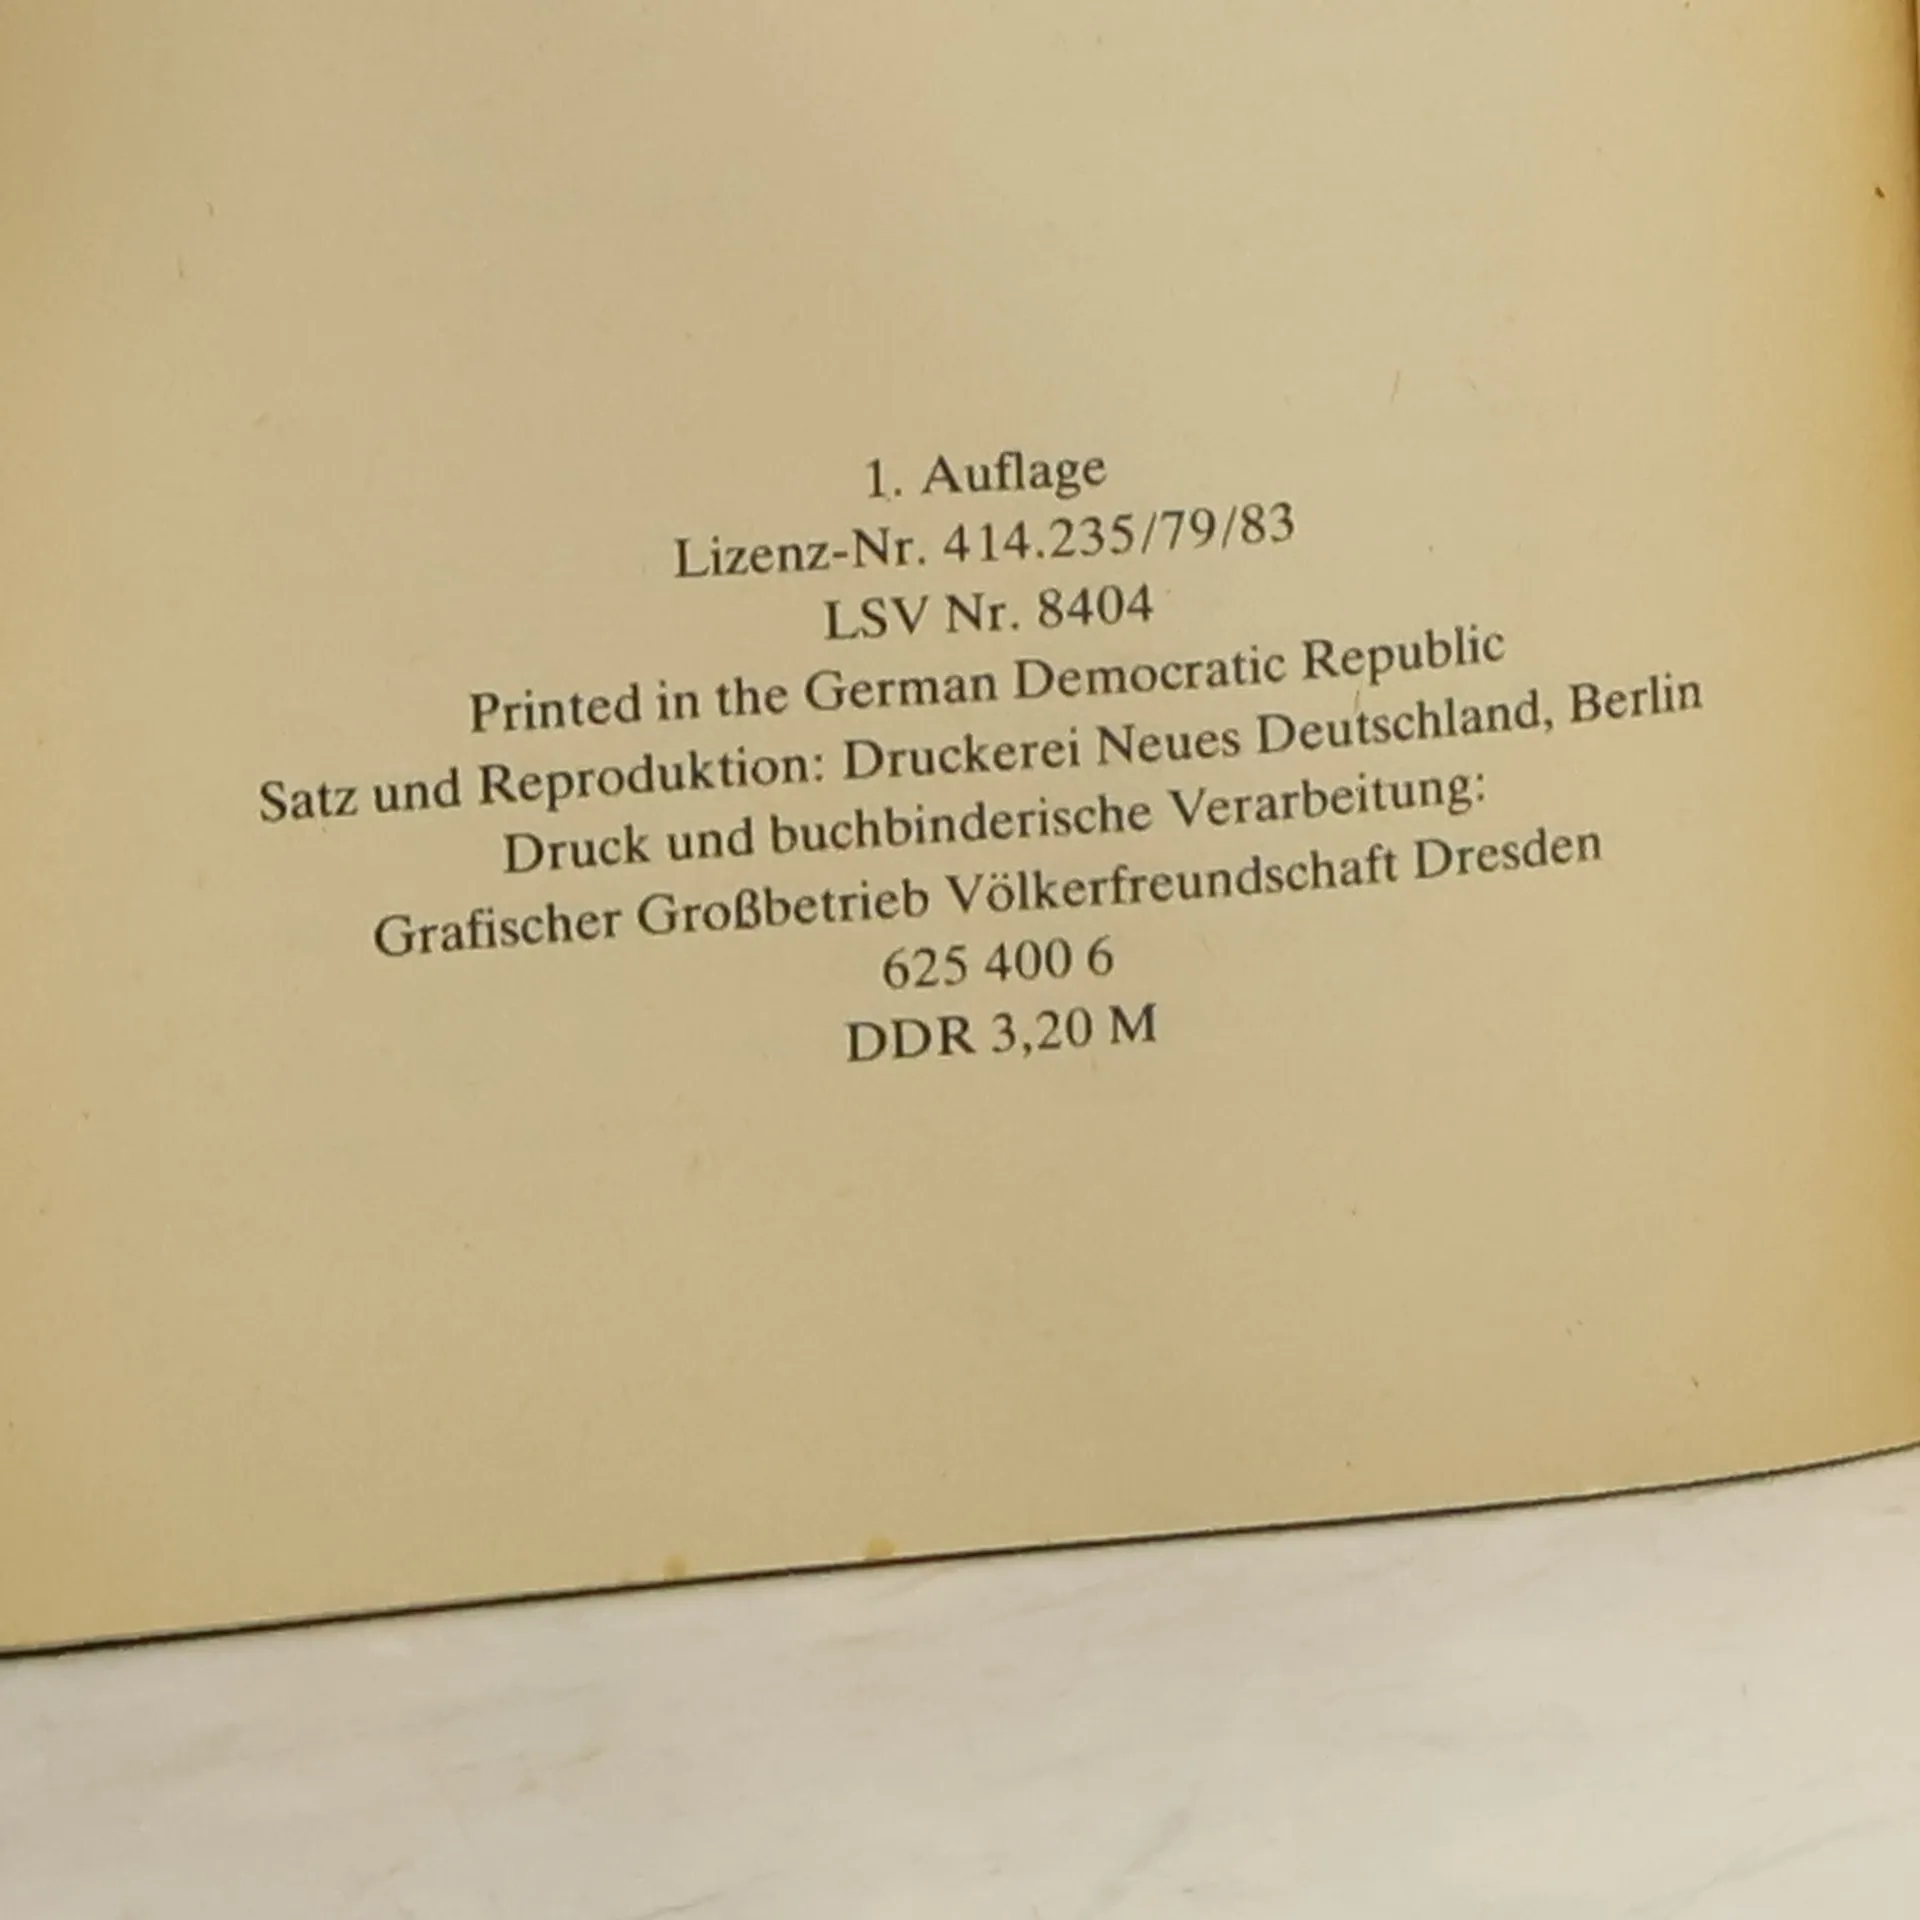 1. Auflage
Lizenz-Nr. 414.235/79/83
LSV Nr. 8404
Printed in the German Democratic Republic
Satz und Reproduktion: Druckerei Neues Deutschland, Berlin
Druck und buchbinderische Verarbeitung:
Grafischer Großbetrieb Völkerfreundschaft Dresden
625 400 6
DDR 3,20 M